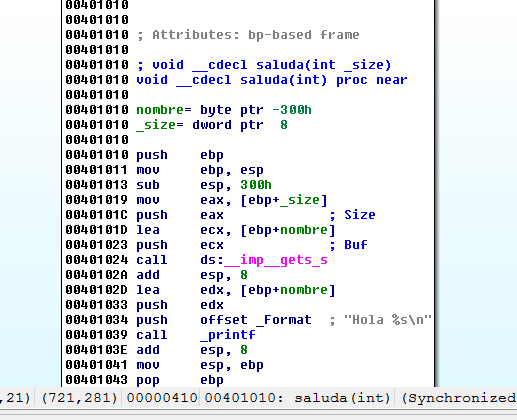 00401010
00401010
00401010
00401010 ; Attributes: bp-based frame
00401010
00401010 ; void __cdecl saluda(int _size)
00401010 void __cdecl saluda(int) proc near
00401010
00401010 nombre= byte ptr -300h
00401010 _size= dword ptr  8
00401010
00401010 push    ebp
00401011 mov     ebp, esp
00401013 sub     esp, 300h
00401019 mov     eax, [ebp+_size]
0040101C push    eax             ; Size
0040101D lea     ecx, [ebp+nombre]
00401023 push    ecx             ; Buf
00401024 call    ds:__imp__gets_s
0040102A add     esp, 8
0040102D lea     edx, [ebp+nombre]
00401033 push    edx
00401034 push    offset _Format  ; "Hola %s\n"
00401039 call    _printf
0040103E add     esp, 8
00401041 mov     esp, ebp
00401043 pop     ebp
,21) (721,281) 00000410 00401010: saluda(int) (Synchronized